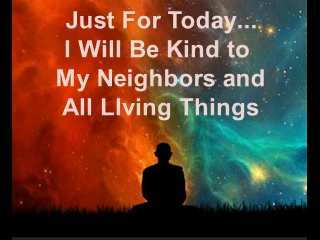 Just For Today...
I Will Be Kind to
My Neighbors and
All LIving Things